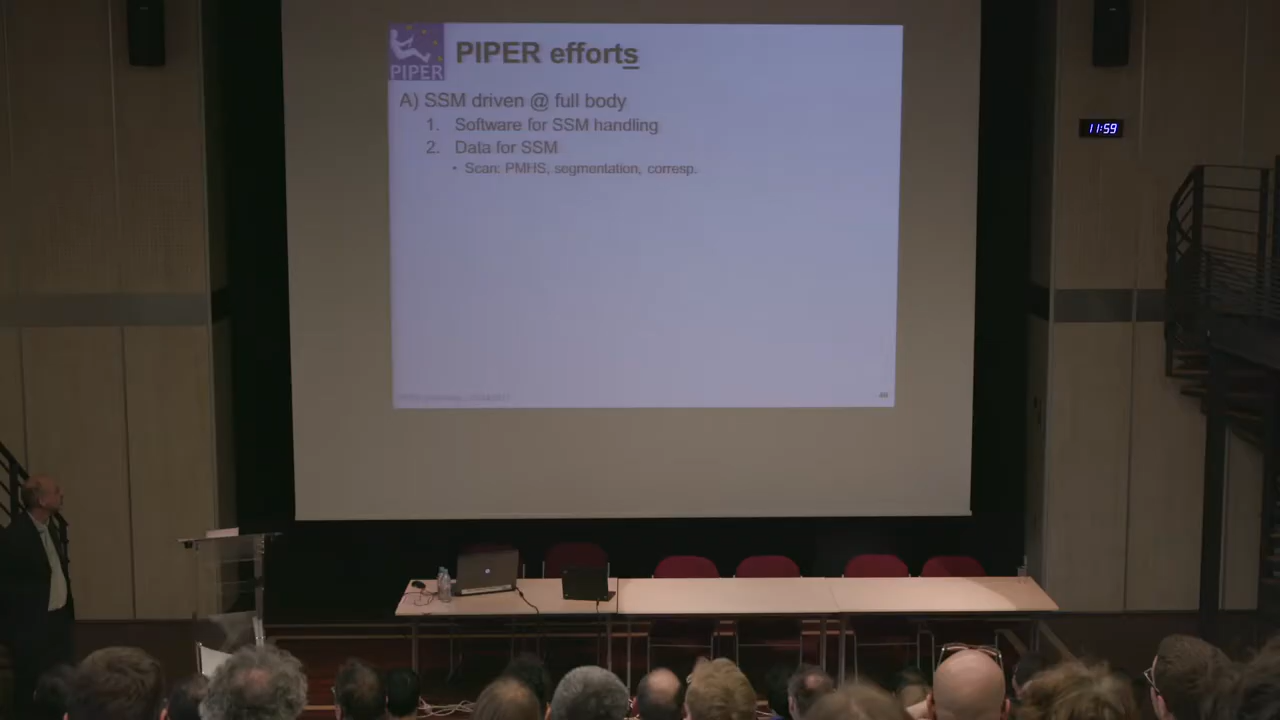 PIPER efforts
PIPER
A) SSM driven @ full body
1. Software for SSM handling
2. Data for SSM
• Scan: PMHS, segmentation, corresp.
11:59